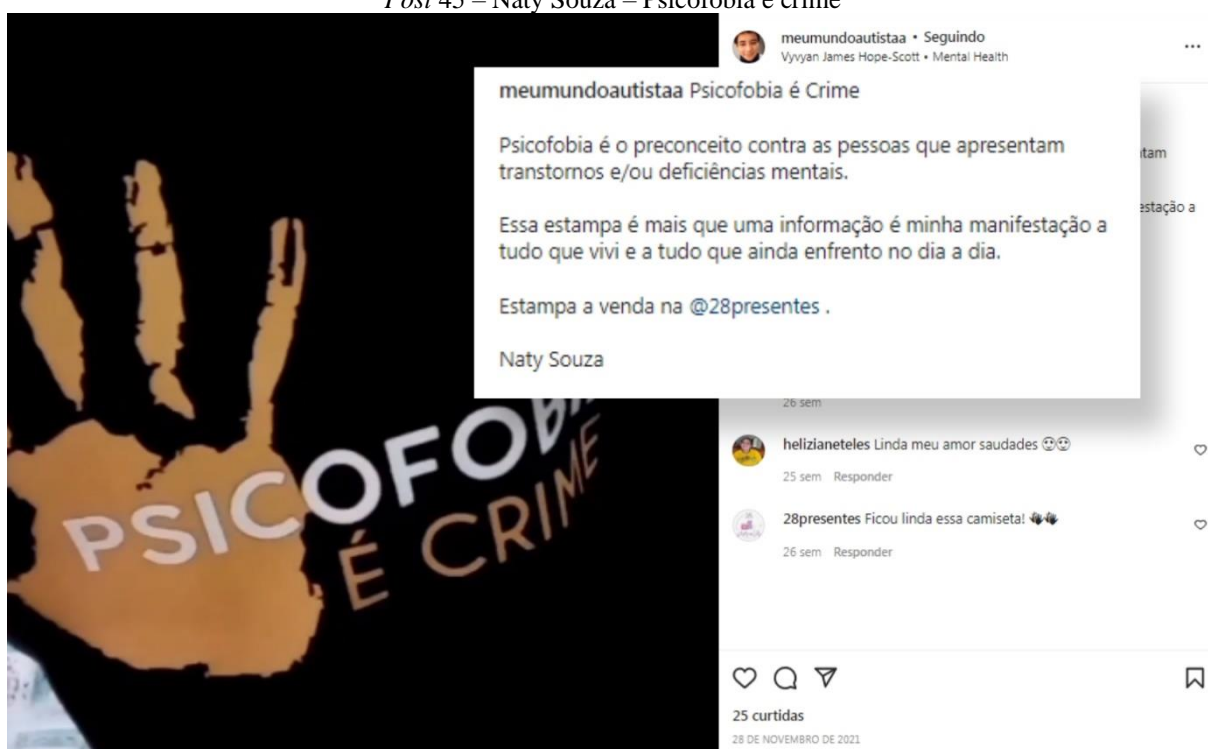 Post 45 – Naty Souza – Psicofobia é crime
meumundoautistaa • Seguindo
Vyvyan James Hope-Scott • Mental Health
meumundoautistaa Psicofobia é Crime
Psicofobia é o preconceito contra as pessoas que apresentam
transtornos e/ou deficiências mentais.
Essa estampa é mais que uma informação é minha manifestação a
tudo que vivi e a tudo que ainda enfrento no dia a dia.
Estampa a venda na @28presentes .
Naty Souza
itam
estação a
26 sem
PSICOFOBIA
É CRIME
helizianeteles Linda meu amor saudades 🥺🥺
25 sem Responder
28presentes Ficou linda essa camiseta! 👏👏
26 sem Responder
25 curtidas
28 DE NOVEMBRO DE 2021